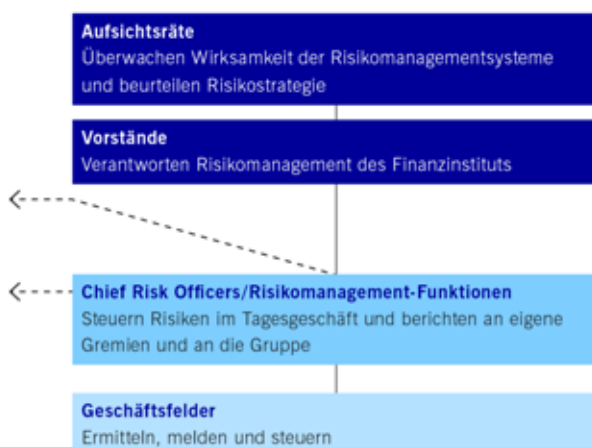 Aufsichtsräte
Überwachen Wirksamkeit der Risikomanagementsysteme
und beurteilen Risikostrategie
Vorstände
Verantworten Risikomanagement des Finanzinstituts
Chief Risk Officers/Risikomanagement-Funktionen
Steuern Risiken im Tagesgeschäft und berichten an eigene
Gremien und an die Gruppe
Geschäftsfelder
Ermitteln, melden und steuern